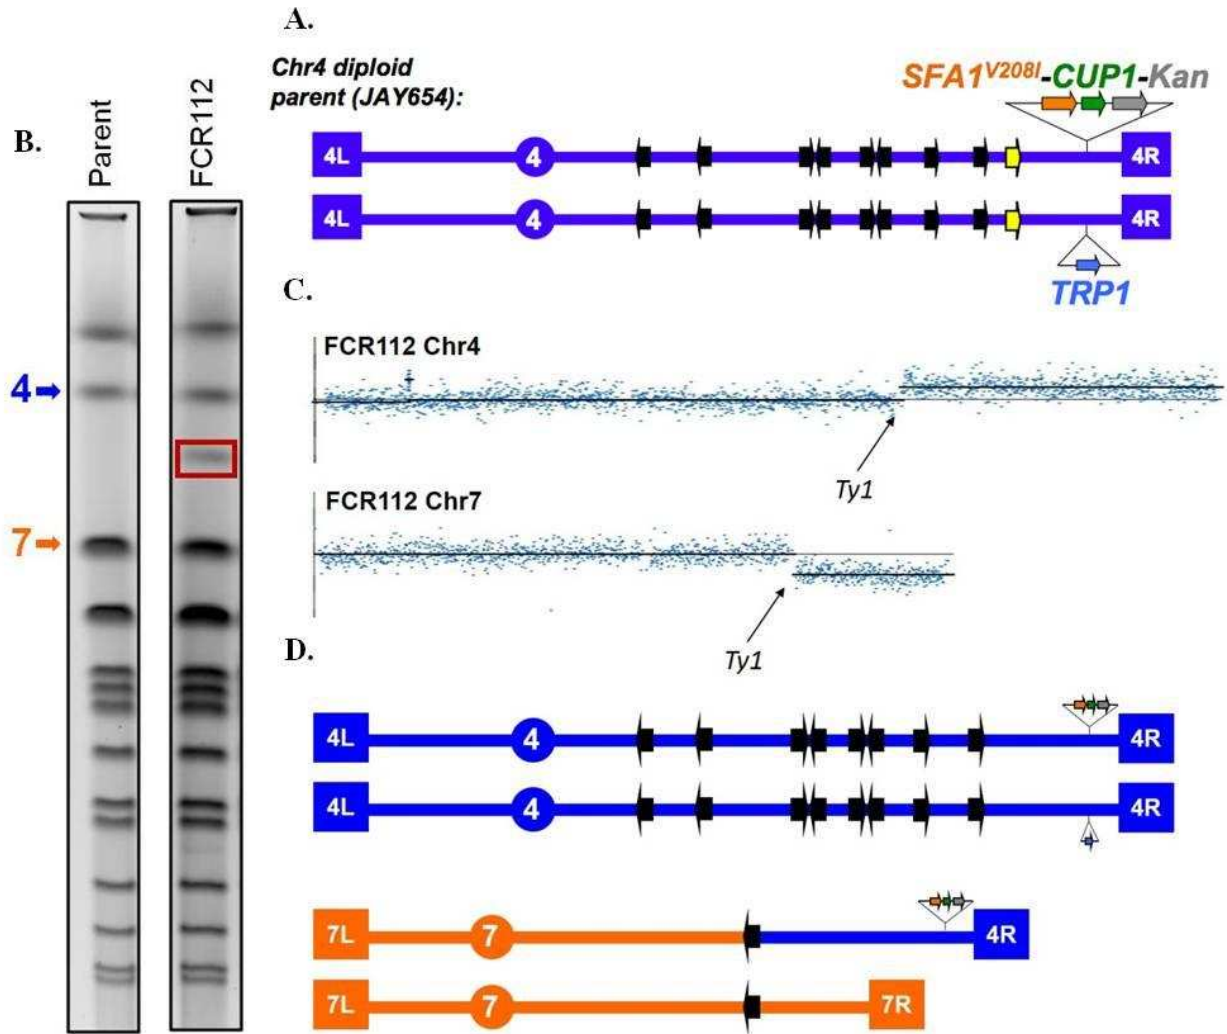 A.
Chr4 diploid
parent (JAY654):
SFA1V208I-CUP1-Kan
4L 4 4R
4L 4 4R
TRP1
B.
Parent
FCR112
4
7
C.
FCR112 Chr4
Ty1
FCR112 Chr7
Ty1
D.
4L 4 4R
4L 4 4R
7L 7 4R
7L 7 7R